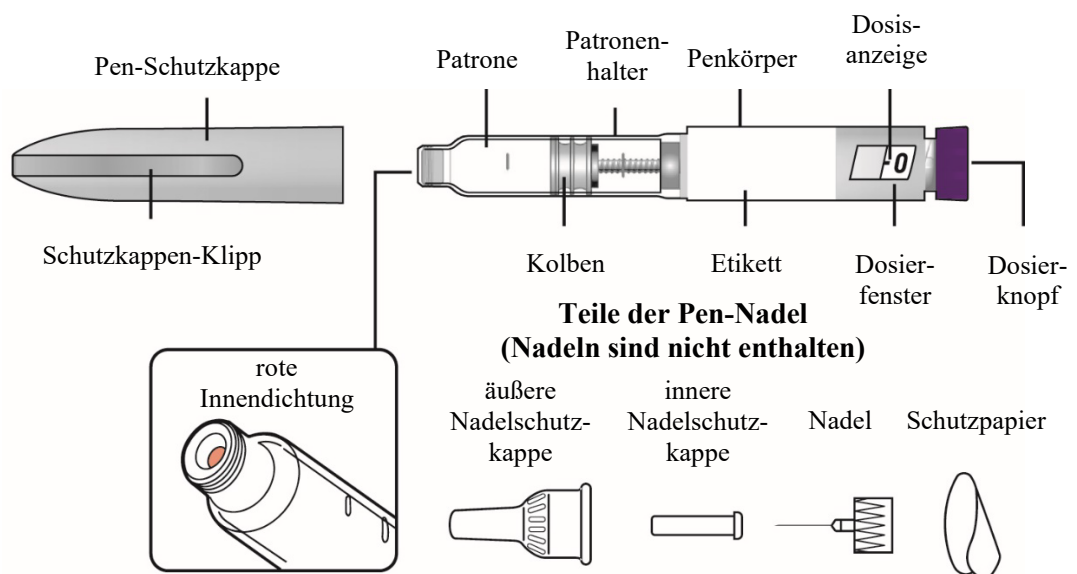 Pen-Schutzkappe
Patrone
Patronen-
halter
Penkörper
Dosis-
anzeige
0
Schutzkappen-Klipp
Kolben
Etikett
Dosier-
fenster
Dosier-
knopf
Teile der Pen-Nadel
(Nadeln sind nicht enthalten)
rote
Innendichtung
äußere
Nadelschutz-
kappe
innere
Nadelschutz-
kappe
Nadel
Schutzpapier